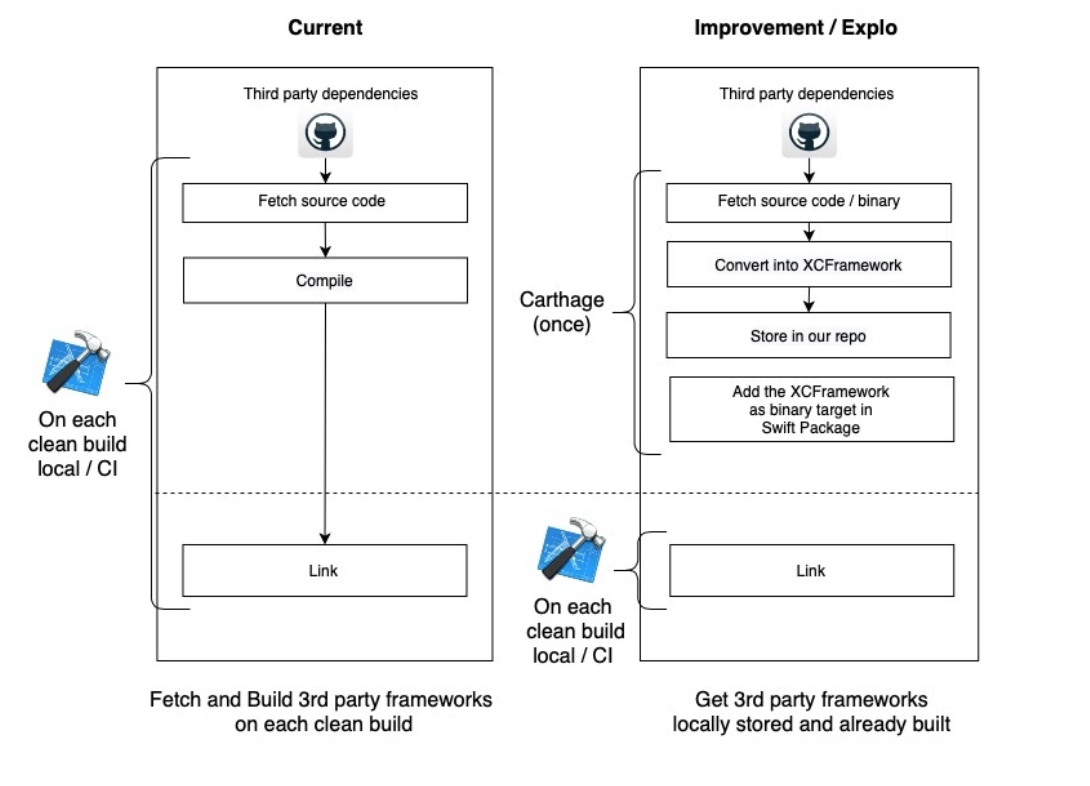 Current
Third party dependencies
Fetch source code
Compile
On each
clean build
local / CI
Link
Fetch and Build 3rd party frameworks
on each clean build
Improvement / Explo
Third party dependencies
Fetch source code / binary
Convert into XCFramework
Carthage
(once)
Store in our repo
Add the XCFramework
as binary target in
Swift Package
Link
On each
clean build
local / CI
Get 3rd party frameworks
locally stored and already built